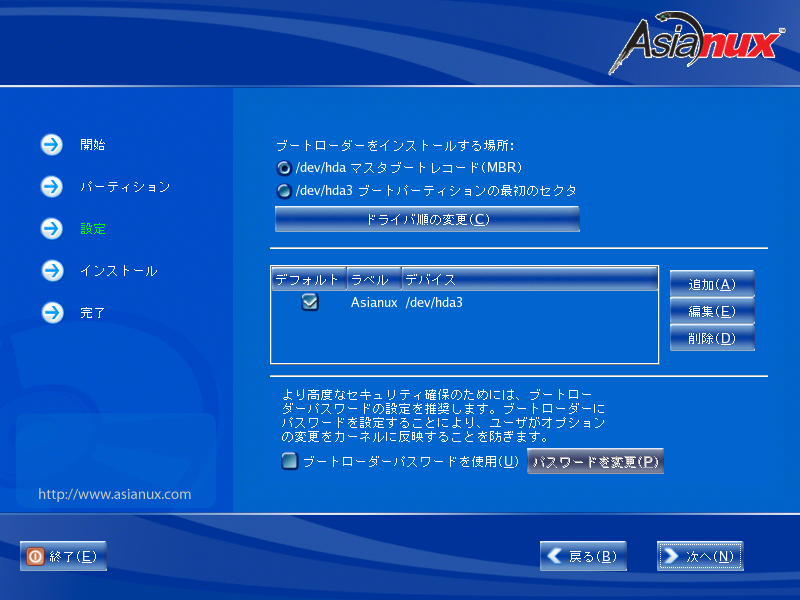 Asianux™
開始
パーティション
設定
インストール
完了
http://www.asianux.com
ブートローダーをインストールする場所:
/dev/hda マスタブートレコード(MBR)
/dev/hda3 ブートパーティションの最初のセクタ
ドライバ順の変更(C)
デフォルト ラベル デバイス
Asianux /dev/hda3
追加(A)
編集(E)
削除(D)
より高度なセキュリティ確保のためには、ブートロー
ダーパスワードの設定を推奨します。ブートローダーに
パスワードを設定することにより、ユーザがオプション
の変更をカーネルに反映することを防ぎます。
ブートローダーパスワードを使用(U) パスワードを変更(P)
終了(E) 戻る(B) 次へ(N)